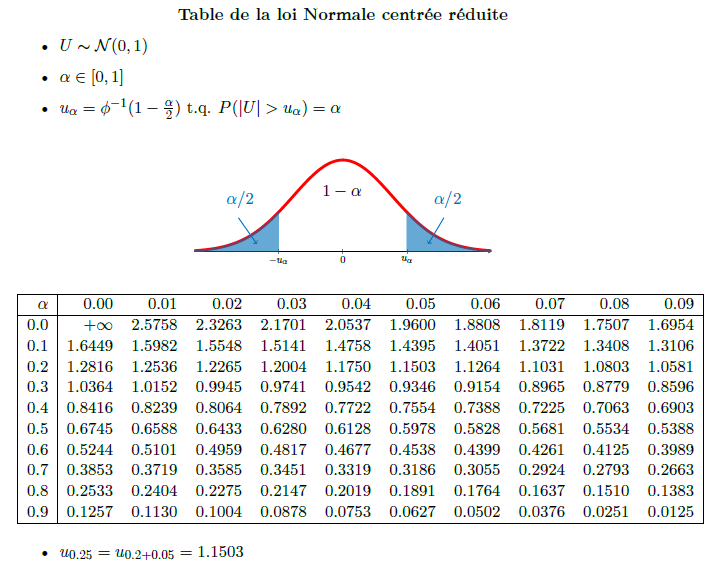 Table de la loi Normale centrée réduite
• U ∼ N(0, 1)
• α ∈ [0, 1]
• uα = ϕ⁻¹(1 − α/2) t.q. P(|U| > uα) = α
1 − α
α/2 α/2
−uα 0 uα
α 0.00 0.01 0.02 0.03 0.04 0.05 0.06 0.07 0.08 0.09
0.0 +∞ 2.5758 2.3263 2.1701 2.0537 1.9600 1.8808 1.8119 1.7507 1.6954
0.1 1.6449 1.5982 1.5548 1.5141 1.4758 1.4395 1.4051 1.3722 1.3408 1.3106
0.2 1.2816 1.2536 1.2265 1.2004 1.1750 1.1503 1.1264 1.1031 1.0803 1.0581
0.3 1.0364 1.0152 0.9945 0.9741 0.9542 0.9346 0.9154 0.8965 0.8779 0.8596
0.4 0.8416 0.8239 0.8064 0.7892 0.7722 0.7554 0.7388 0.7225 0.7063 0.6903
0.5 0.6745 0.6588 0.6433 0.6280 0.6128 0.5978 0.5828 0.5681 0.5534 0.5388
0.6 0.5244 0.5101 0.4959 0.4817 0.4677 0.4538 0.4399 0.4261 0.4125 0.3989
0.7 0.3853 0.3719 0.3585 0.3451 0.3319 0.3186 0.3055 0.2924 0.2793 0.2663
0.8 0.2533 0.2404 0.2275 0.2147 0.2019 0.1891 0.1764 0.1637 0.1510 0.1383
0.9 0.1257 0.1130 0.1004 0.0878 0.0753 0.0627 0.0502 0.0376 0.0251 0.0125
• u0.25 = u0.2+0.05 = 1.1503